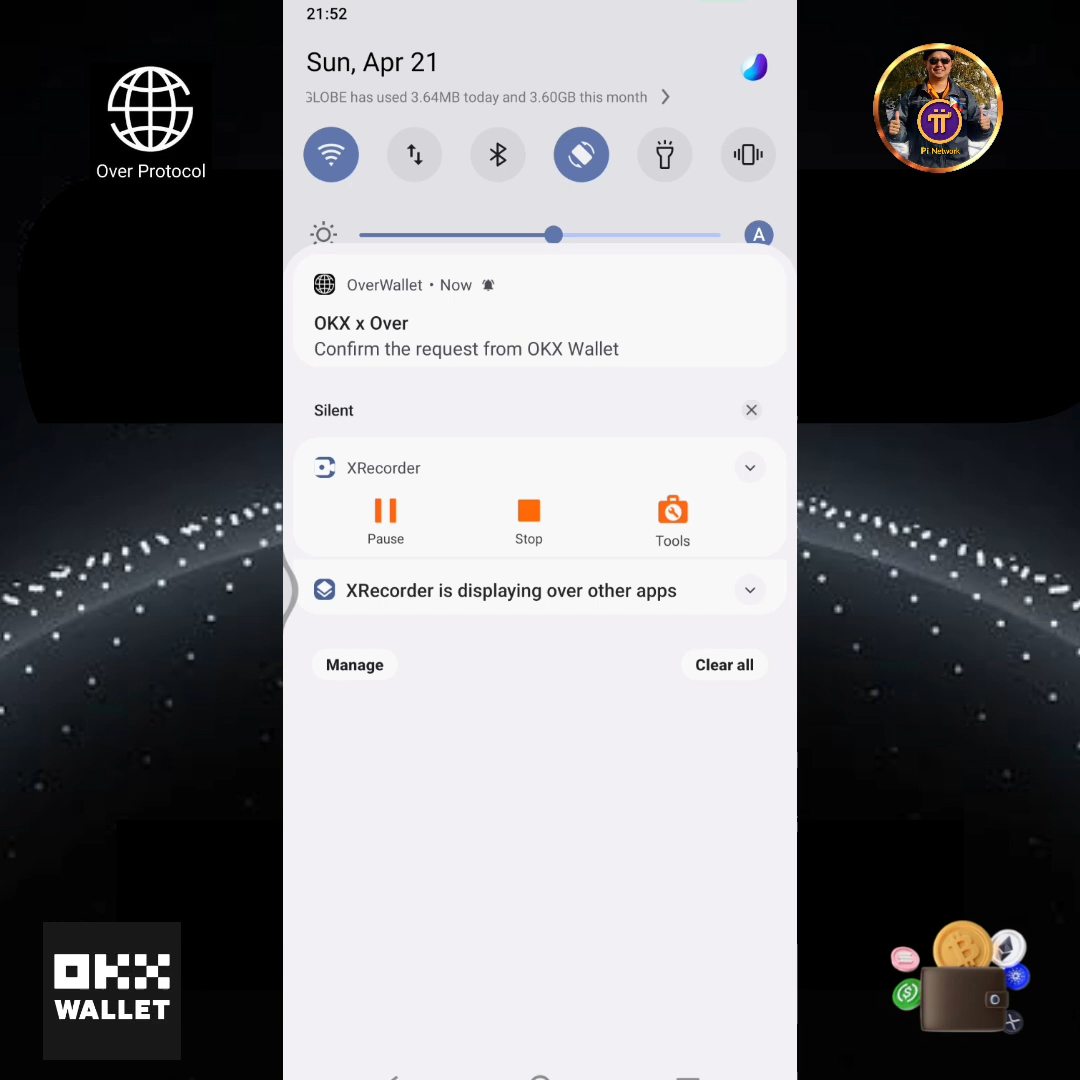 21:52
Sun, Apr 21
GLOBE has used 3.64MB today and 3.60GB this month
Over Protocol
Pi Network
A
OverWallet • Now
OKX x Over
Confirm the request from OKX Wallet
Silent
XRecorder
Pause
Stop
Tools
XRecorder is displaying over other apps
Manage
Clear all
OKX
WALLET